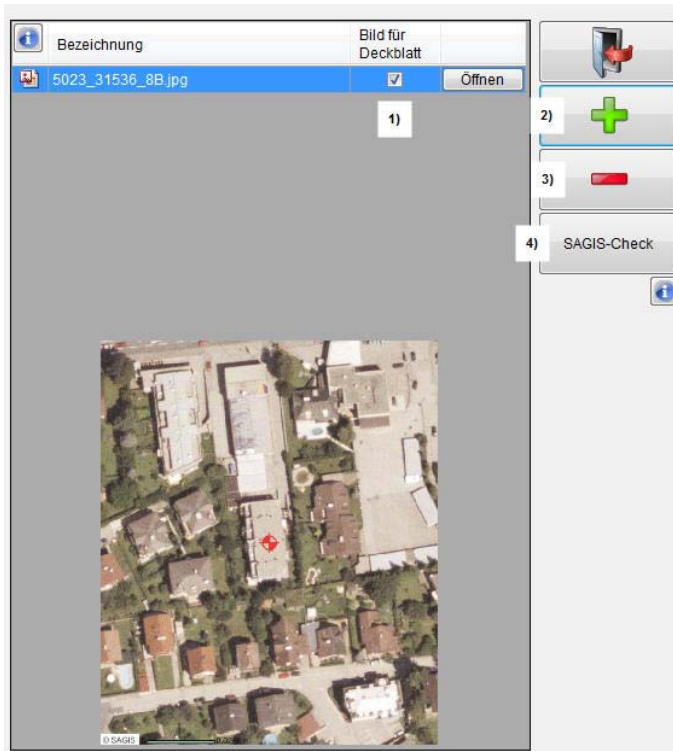 Bezeichnung
Bild für
Deckblatt
5023_31536_8B.jpg
Öffnen
1)
2)
3)
4)
SAGIS-Check
© SAGIS